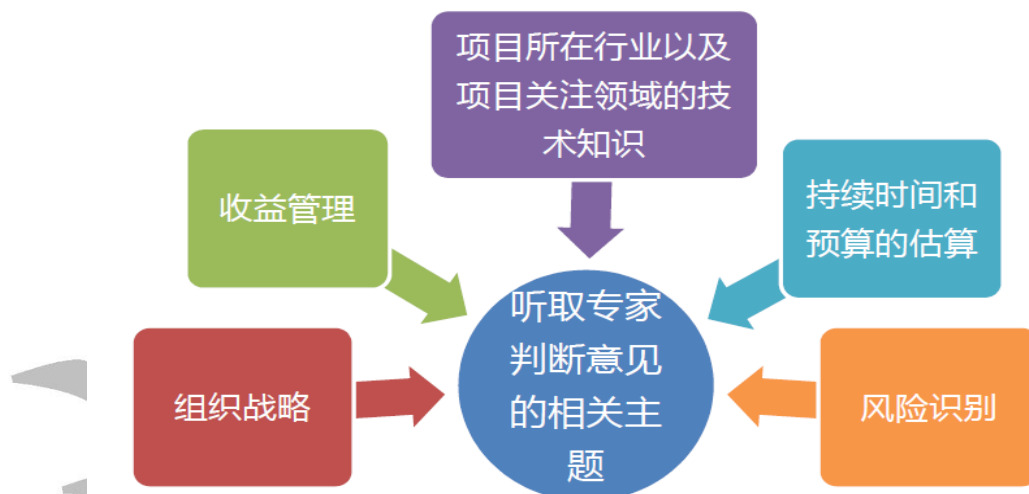 项目所在行业以及
项目关注领域的技
术知识
收益管理
持续时间和
预算的估算
听取专家
判断意见
的相关主
题
组织战略
风险识别